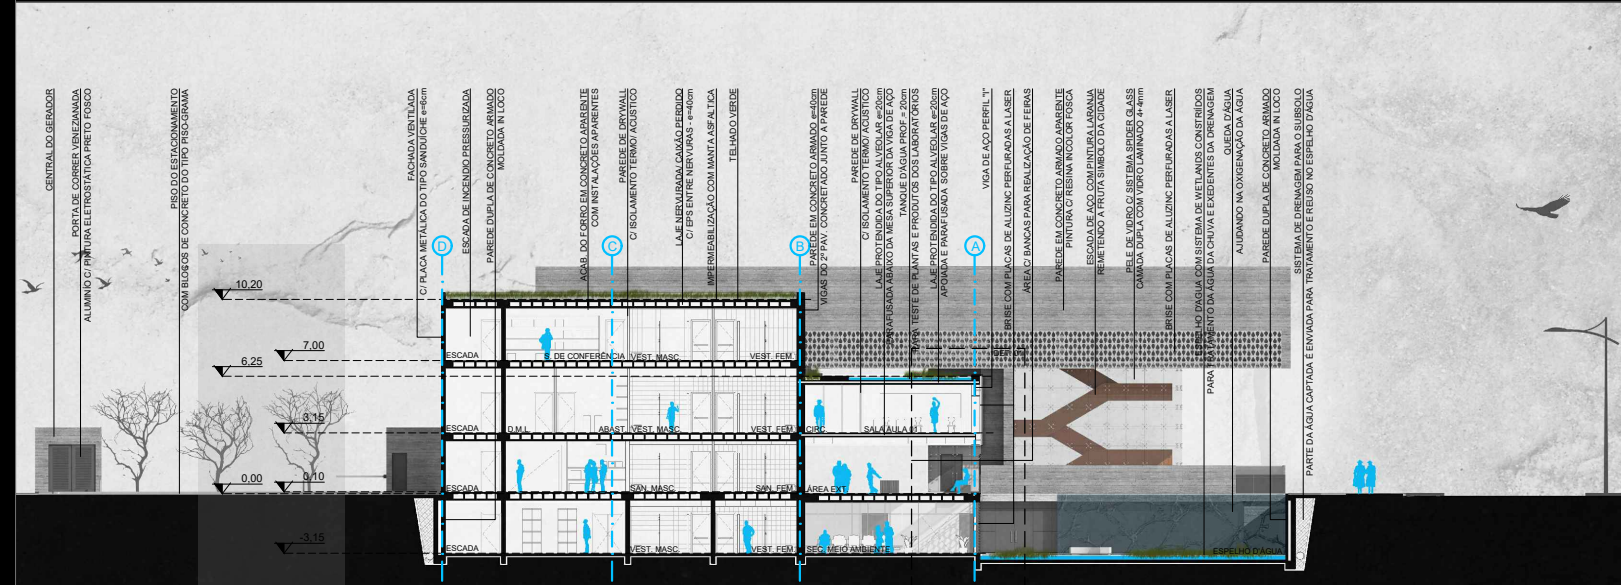 CENTRAL DO GERADOR
PORTA DE CORRER VENEZIANADA
ALUMÍNIO C/ PINTURA ELETROSTÁTICA PRETO FOSCO
PISO DO ESTACIONAMENTO
COM BLOCOS DE CONCRETO DO TIPO PISO-GRAMA
FACHADA VENTILADA
C/ PLACA METÁLICA DO TIPO SANDUICHE e=6cm
ESCADA DE INCENDIO PRESSURIZADA
PAREDE DUPLA DE CONCRETO ARMADO
MOLDADA IN LOCO
ACAB. DO FORRO EM CONCRETO APARENTE
COM INSTALAÇÕES APARENTES
PAREDE DE DRYWALL
C/ ISOLAMENTO TERMO/ ACÚSTICO
LAJE NERVURADA CAIXÃO PERDIDO
C/ EPS ENTRE NERVURAS - e=40cm
IMPERMEABILIZAÇÃO COM MANTA ASFALTICA
TELHADO VERDE
PAREDE EM CONCRETO ARMADO e=40cm
VIGAS DO 2º PAV. CONCRETADO JUNTO A PAREDE
PAREDE DE DRYWALL
C/ ISOLAMENTO TERMO/ ACÚSTICO
LAJE PROTENDIDA DO TIPO ALVEOLAR e=20cm
PARAFUSADA ABAIXO DA MESA SUPERIOR DA VIGA DE AÇO
TANQUE D'ÁGUA PROF.= 20cm
PARA TESTE DE PLANTAS E PRODUTOS DOS LABORATÓRIOS
LAJE PROTENDIDA DO TIPO ALVEOLAR e=20cm
APOIADA E PARAFUSADA SOBRE VIGAS DE AÇO
VIGA DE AÇO PERFIL "I"
BRISE COM PLACAS DE ALUZINC PERFURADAS A LASER
ÁREA C/ BANCAS PARA REALIZAÇÃO DE FEIRAS
PAREDE EM CONCRETO ARMADO APARENTE
PINTURA C/ RESINA INCOLOR FOSCA
ESCADA DE AÇO COM PINTURA LARANJA
REMETENDO A FRUTA SIMBOLO DA CIDADE
PELE DE VIDRO C/ SISTEMA SPIDER GLASS
CAMADA DUPLA COM VIDRO LAMINADO 4+4mm
BRISE COM PLACAS DE ALUZINC PERFURADAS A LASER
ESPELHO D'AGUA COM SISTEMA DE WETLANDS CONSTRÍIDOS
PARA TRATAMENTO DA ÁGUA DA CHUVA E EXEDENTES DA DRENAGEM
QUEDA D'ÁGUA
AJUDANDO NA OXIGENAÇÃO DA ÁGUA
PAREDE DUPLA DE CONCRETO ARMADO
MOLDADA IN LOCO
SISTEMA DE DRENAGEM PARA O SUBSOLO
PARTE DA ÁGUA CAPTADA É ENVIADA PARA TRATAMENTO E REUSO NO ESPELHO D'ÁGUA
D
C
B
A
10,20
7,00
6,25
3,15
0,00
0,10
-3,15
ESCADA
S. DE CONFERÊNCIA
VEST. MASC.
VEST. FEM.
ESCADA
D.M.L.
ABAST.
VEST. MASC.
VEST. FEM.
CIRC.
SALA AULA 01
ESCADA
SAN. MASC.
SAN. FEM.
ÁREA EXT.
ESCADA
VEST. MASC.
VEST. FEM.
SEC. MEIO AMBIENTE
ESPELHO D'ÁGUA